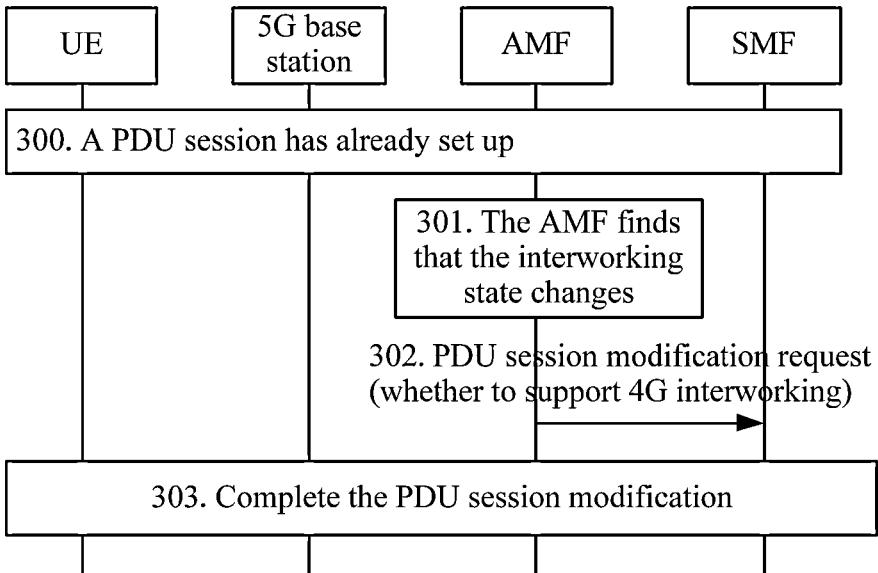 UE
5G base
station
AMF
SMF
300. A PDU session has already set up
301. The AMF finds
that the interworking
state changes
302. PDU session modification request
(whether to support 4G interworking)
303. Complete the PDU session modification